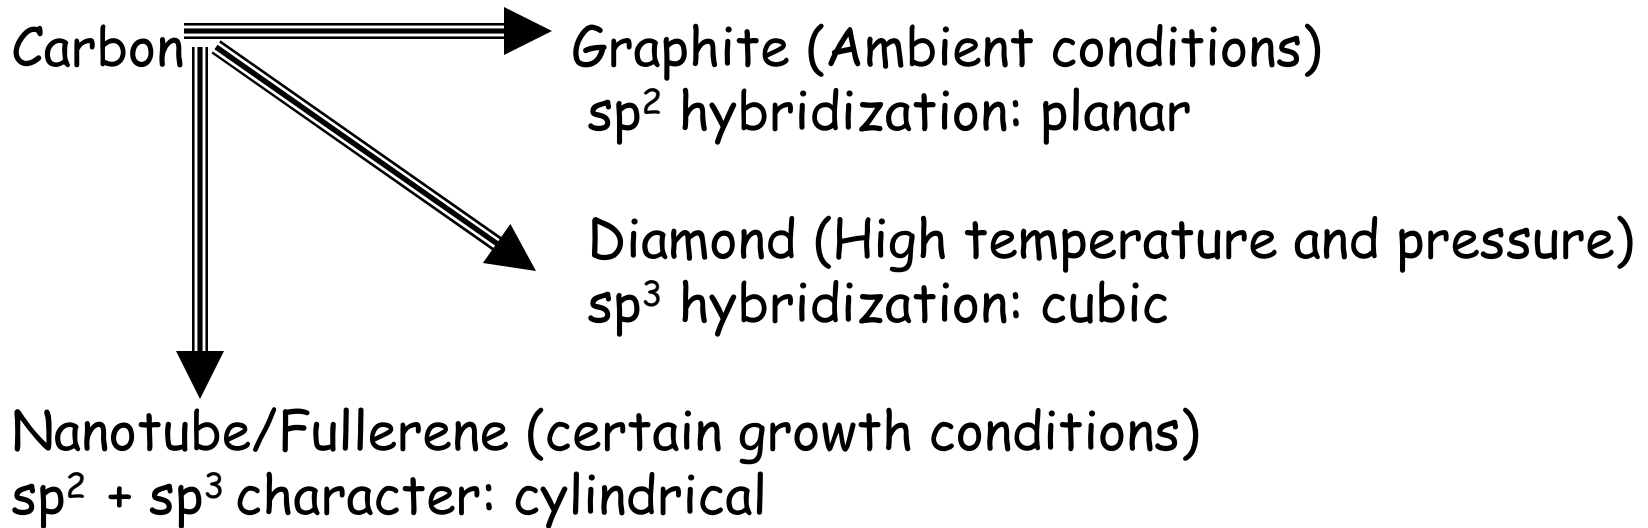 Carbon
Graphite (Ambient conditions)
sp² hybridization: planar
Diamond (High temperature and pressure)
sp³ hybridization: cubic
Nanotube/Fullerene (certain growth conditions)
sp² + sp³ character: cylindrical